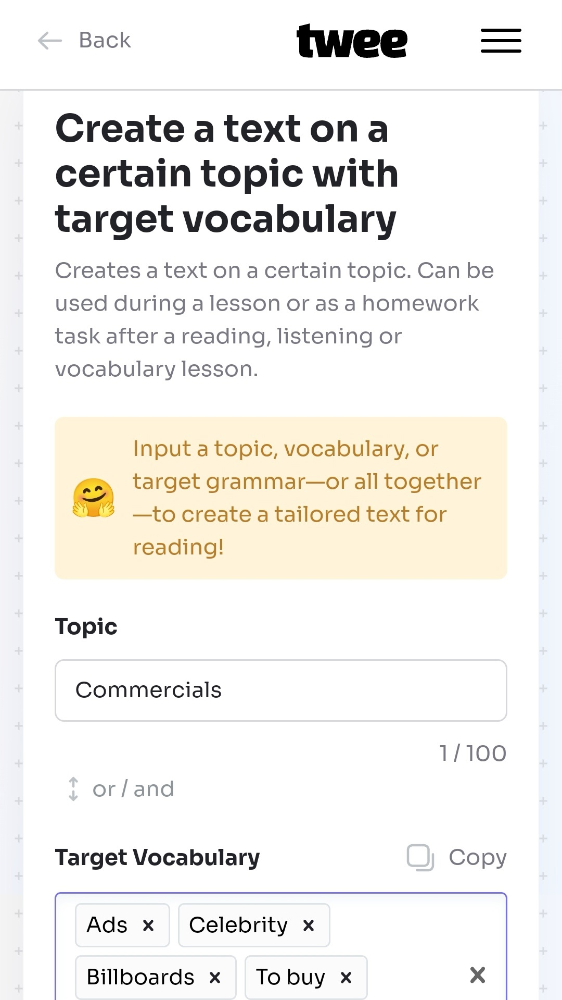 Back
twee
Create a text on a
certain topic with
target vocabulary
Creates a text on a certain topic. Can be
used during a lesson or as a homework
task after a reading, listening or
vocabulary lesson.
Input a topic, vocabulary, or
target grammar—or all together
—to create a tailored text for
reading!
Topic
Commercials
1 / 100
or / and
Target Vocabulary
Copy
Ads × Celebrity ×
Billboards × To buy ×